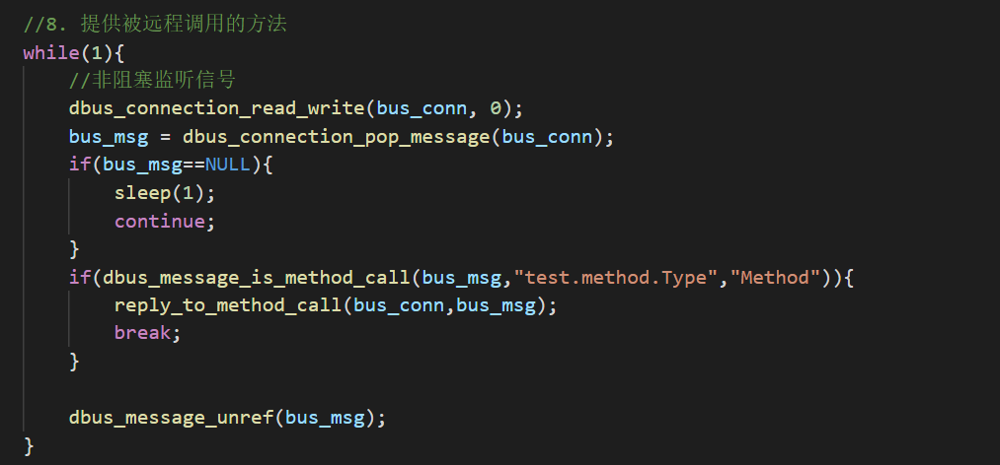 //8. 提供被远程调用的方法
while(1){
//非阻塞监听信号
dbus_connection_read_write(bus_conn, 0);
bus_msg = dbus_connection_pop_message(bus_conn);
if(bus_msg==NULL){
sleep(1);
continue;
}
if(dbus_message_is_method_call(bus_msg,"test.method.Type","Method")){
reply_to_method_call(bus_conn,bus_msg);
break;
}
dbus_message_unref(bus_msg);
}